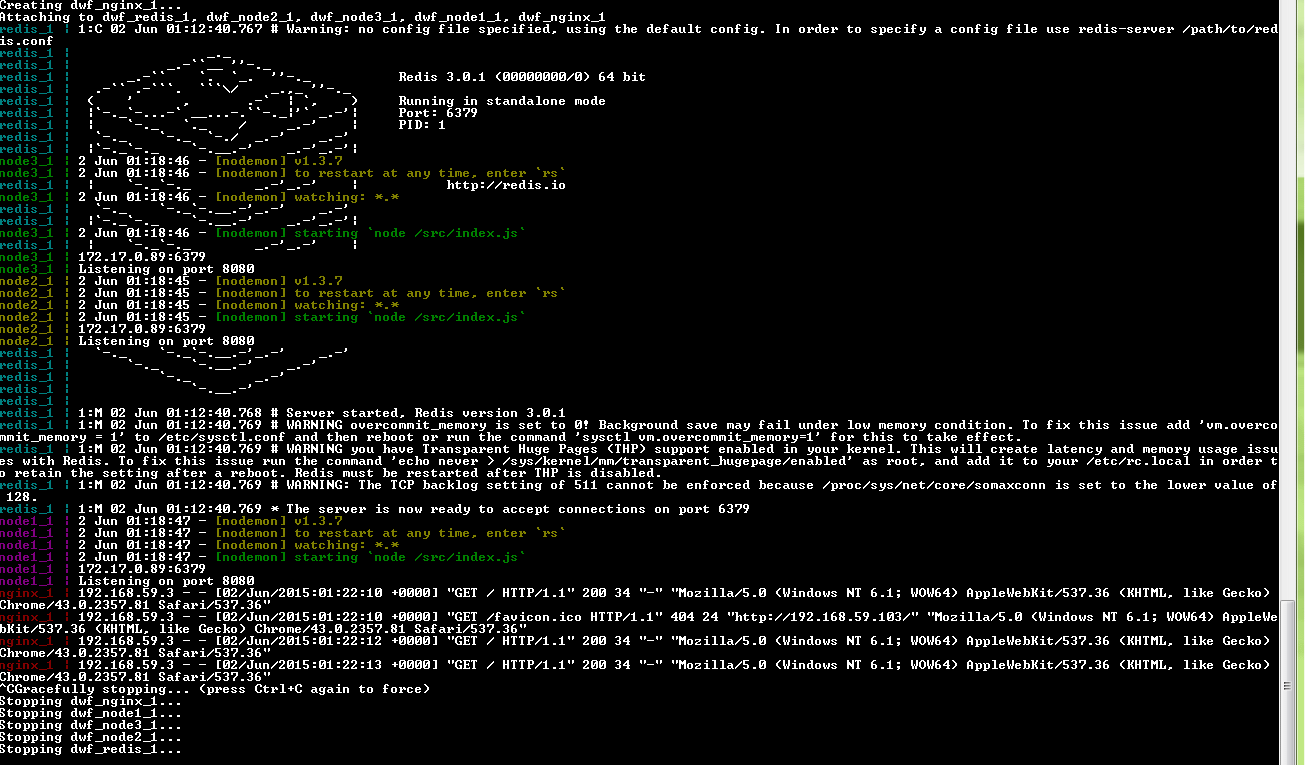 Creating dwf_nginx_1...
Attaching to dwf_redis_1, dwf_node2_1, dwf_node3_1, dwf_node1_1, dwf_nginx_1
redis_1 | 1:C 02 Jun 01:12:40.767 # Warning: no config file specified, using the default config. In order to specify a config file use redis-server /path/to/red
is.conf
redis_1 |
redis_1 |
redis_1 | Redis 3.0.1 (00000000/0) 64 bit
redis_1 |
redis_1 | Running in standalone mode
redis_1 | Port: 6379
redis_1 | PID: 1
redis_1 |
redis_1 |
node3_1 | 2 Jun 01:18:46 - [nodemon] v1.3.7
node3_1 | 2 Jun 01:18:46 - [nodemon] to restart at any time, enter `rs`
redis_1 | http://redis.io
node3_1 | 2 Jun 01:18:46 - [nodemon] watching: *.*
redis_1 |
redis_1 |
node3_1 | 2 Jun 01:18:46 - [nodemon] starting `node /src/index.js`
redis_1 |
node3_1 | 172.17.0.89:6379
node3_1 | Listening on port 8080
node2_1 | 2 Jun 01:18:45 - [nodemon] v1.3.7
node2_1 | 2 Jun 01:18:45 - [nodemon] to restart at any time, enter `rs`
node2_1 | 2 Jun 01:18:45 - [nodemon] watching: *.*
node2_1 | 2 Jun 01:18:45 - [nodemon] starting `node /src/index.js`
node2_1 | 172.17.0.89:6379
node2_1 | Listening on port 8080
redis_1 |
redis_1 |
redis_1 |
redis_1 |
redis_1 |
redis_1 | 1:M 02 Jun 01:12:40.768 # Server started, Redis version 3.0.1
redis_1 | 1:M 02 Jun 01:12:40.769 # WARNING overcommit_memory is set to 0! Background save may fail under low memory condition. To fix this issue add 'vm.overco
mmit_memory = 1' to /etc/sysctl.conf and then reboot or run the command 'sysctl vm.overcommit_memory=1' for this to take effect.
redis_1 | 1:M 02 Jun 01:12:40.769 # WARNING you have Transparent Huge Pages (THP) support enabled in your kernel. This will create latency and memory usage issu
es with Redis. To fix this issue run the command 'echo never > /sys/kernel/mm/transparent_hugepage/enabled' as root, and add it to your /etc/rc.local in order t
o retain the setting after a reboot. Redis must be restarted after THP is disabled.
redis_1 | 1:M 02 Jun 01:12:40.769 # WARNING: The TCP backlog setting of 511 cannot be enforced because /proc/sys/net/core/somaxconn is set to the lower value of
128.
redis_1 | 1:M 02 Jun 01:12:40.769 * The server is now ready to accept connections on port 6379
node1_1 | 2 Jun 01:18:47 - [nodemon] v1.3.7
node1_1 | 2 Jun 01:18:47 - [nodemon] to restart at any time, enter `rs`
node1_1 | 2 Jun 01:18:47 - [nodemon] watching: *.*
node1_1 | 2 Jun 01:18:47 - [nodemon] starting `node /src/index.js`
node1_1 | 172.17.0.89:6379
node1_1 | Listening on port 8080
nginx_1 | 192.168.59.3 - - [02/Jun/2015:01:22:10 +0000] "GET / HTTP/1.1" 200 34 "-" "Mozilla/5.0 (Windows NT 6.1; WOW64) AppleWebKit/537.36 (KHTML, like Gecko)
Chrome/43.0.2357.81 Safari/537.36"
nginx_1 | 192.168.59.3 - - [02/Jun/2015:01:22:10 +0000] "GET /favicon.ico HTTP/1.1" 404 24 "http://192.168.59.103/" "Mozilla/5.0 (Windows NT 6.1; WOW64) AppleWe
bKit/537.36 (KHTML, like Gecko) Chrome/43.0.2357.81 Safari/537.36"
nginx_1 | 192.168.59.3 - - [02/Jun/2015:01:22:12 +0000] "GET / HTTP/1.1" 200 34 "-" "Mozilla/5.0 (Windows NT 6.1; WOW64) AppleWebKit/537.36 (KHTML, like Gecko)
Chrome/43.0.2357.81 Safari/537.36"
nginx_1 | 192.168.59.3 - - [02/Jun/2015:01:22:13 +0000] "GET / HTTP/1.1" 200 34 "-" "Mozilla/5.0 (Windows NT 6.1; WOW64) AppleWebKit/537.36 (KHTML, like Gecko)
Chrome/43.0.2357.81 Safari/537.36"
^CGracefully stopping... (press Ctrl+C again to force)
Stopping dwf_nginx_1...
Stopping dwf_node1_1...
Stopping dwf_node3_1...
Stopping dwf_node2_1...
Stopping dwf_redis_1...